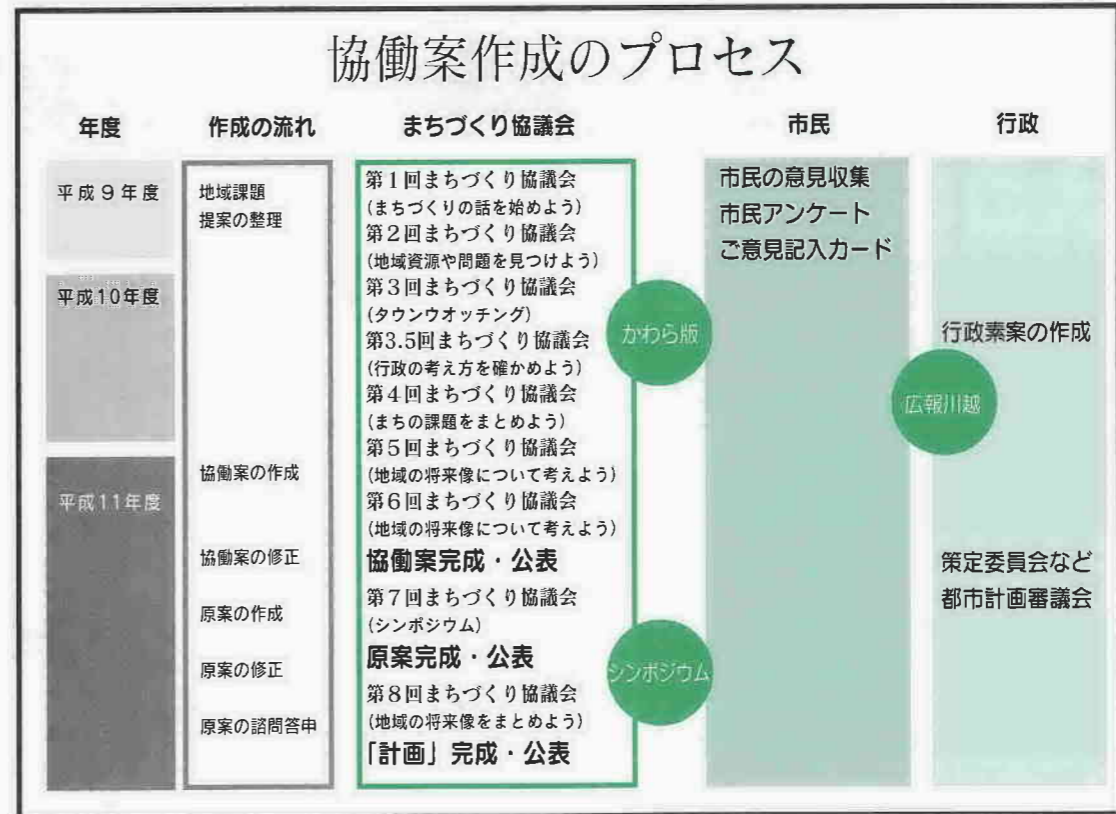 協働案作成のプロセス
年度
作成の流れ
まちづくり協議会
市民
行政
平成9年度
平成10年度
平成11年度
地域課題
提案の整理
協働案の作成
協働案の修正
原案の作成
原案の修正
原案の諮問答申
第1回まちづくり協議会
(まちづくりの話を始めよう)
第2回まちづくり協議会
(地域資源や問題を見つけよう)
第3回まちづくり協議会
(タウンウオッチング)
第3.5回まちづくり協議会
(行政の考え方を確かめよう)
第4回まちづくり協議会
(まちの課題をまとめよう)
第5回まちづくり協議会
(地域の将来像について考えよう)
第6回まちづくり協議会
(地域の将来像について考えよう)
協働案完成・公表
第7回まちづくり協議会
(シンポジウム)
原案完成・公表
第8回まちづくり協議会
(地域の将来像をまとめよう)
「計画」完成・公表
かわら版
シンポジウム
市民の意見収集
市民アンケート
ご意見記入カード
広報川越
行政素案の作成
策定委員会など
都市計画審議会